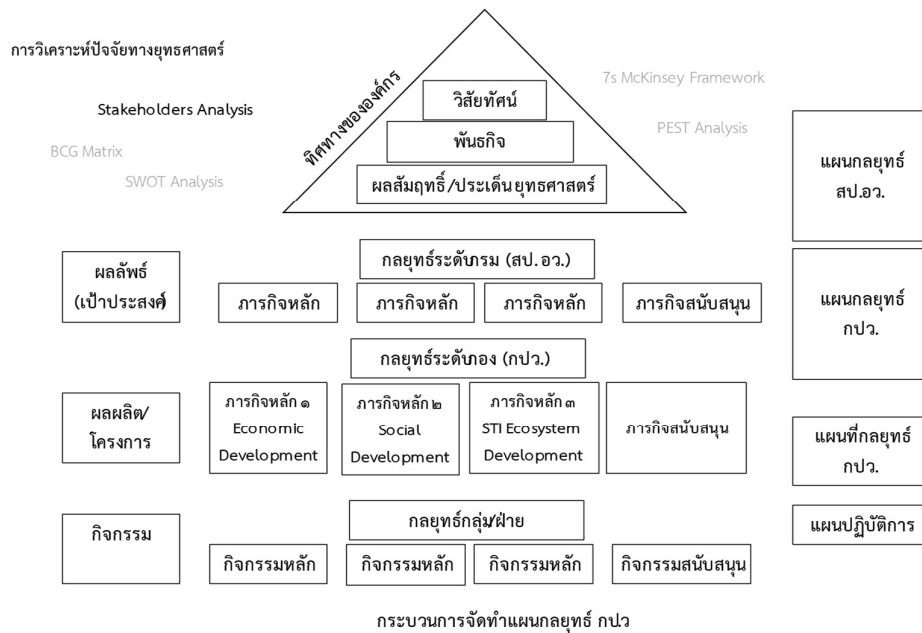 การวิเคราะห์ปัจจัยทางยุทธศาสตร์
Stakeholders Analysis
BCG Matrix
SWOT Analysis
ทิศทางขององค์กร
วิสัยทัศน์
พันธกิจ
ผลสัมฤทธิ์/ประเด็นยุทธศาสตร์
7s McKinsey Framework
PEST Analysis
แผนกลยุทธ์
สป.อว.
ผลลัพธ์
(เป้าประสงค์)
กลยุทธ์ระดับกรม (สป.อว.)
ภารกิจหลัก
ภารกิจหลัก
ภารกิจหลัก
ภารกิจสนับสนุน
แผนกลยุทธ์
กปว.
กลยุทธ์ระดับกอง (กปว.)
ผลผลิต/
โครงการ
ภารกิจหลัก ๑
Economic
Development
ภารกิจหลัก ๒
Social
Development
ภารกิจหลัก ๓
STI Ecosystem
Development
ภารกิจสนับสนุน
แผนที่กลยุทธ์
กปว.
กิจกรรม
กลยุทธ์กลุ่ม/ฝ่าย
กิจกรรมหลัก
กิจกรรมหลัก
กิจกรรมหลัก
กิจกรรมสนับสนุน
แผนปฏิบัติการ
กระบวนการจัดทำแผนกลยุทธ์ กปว